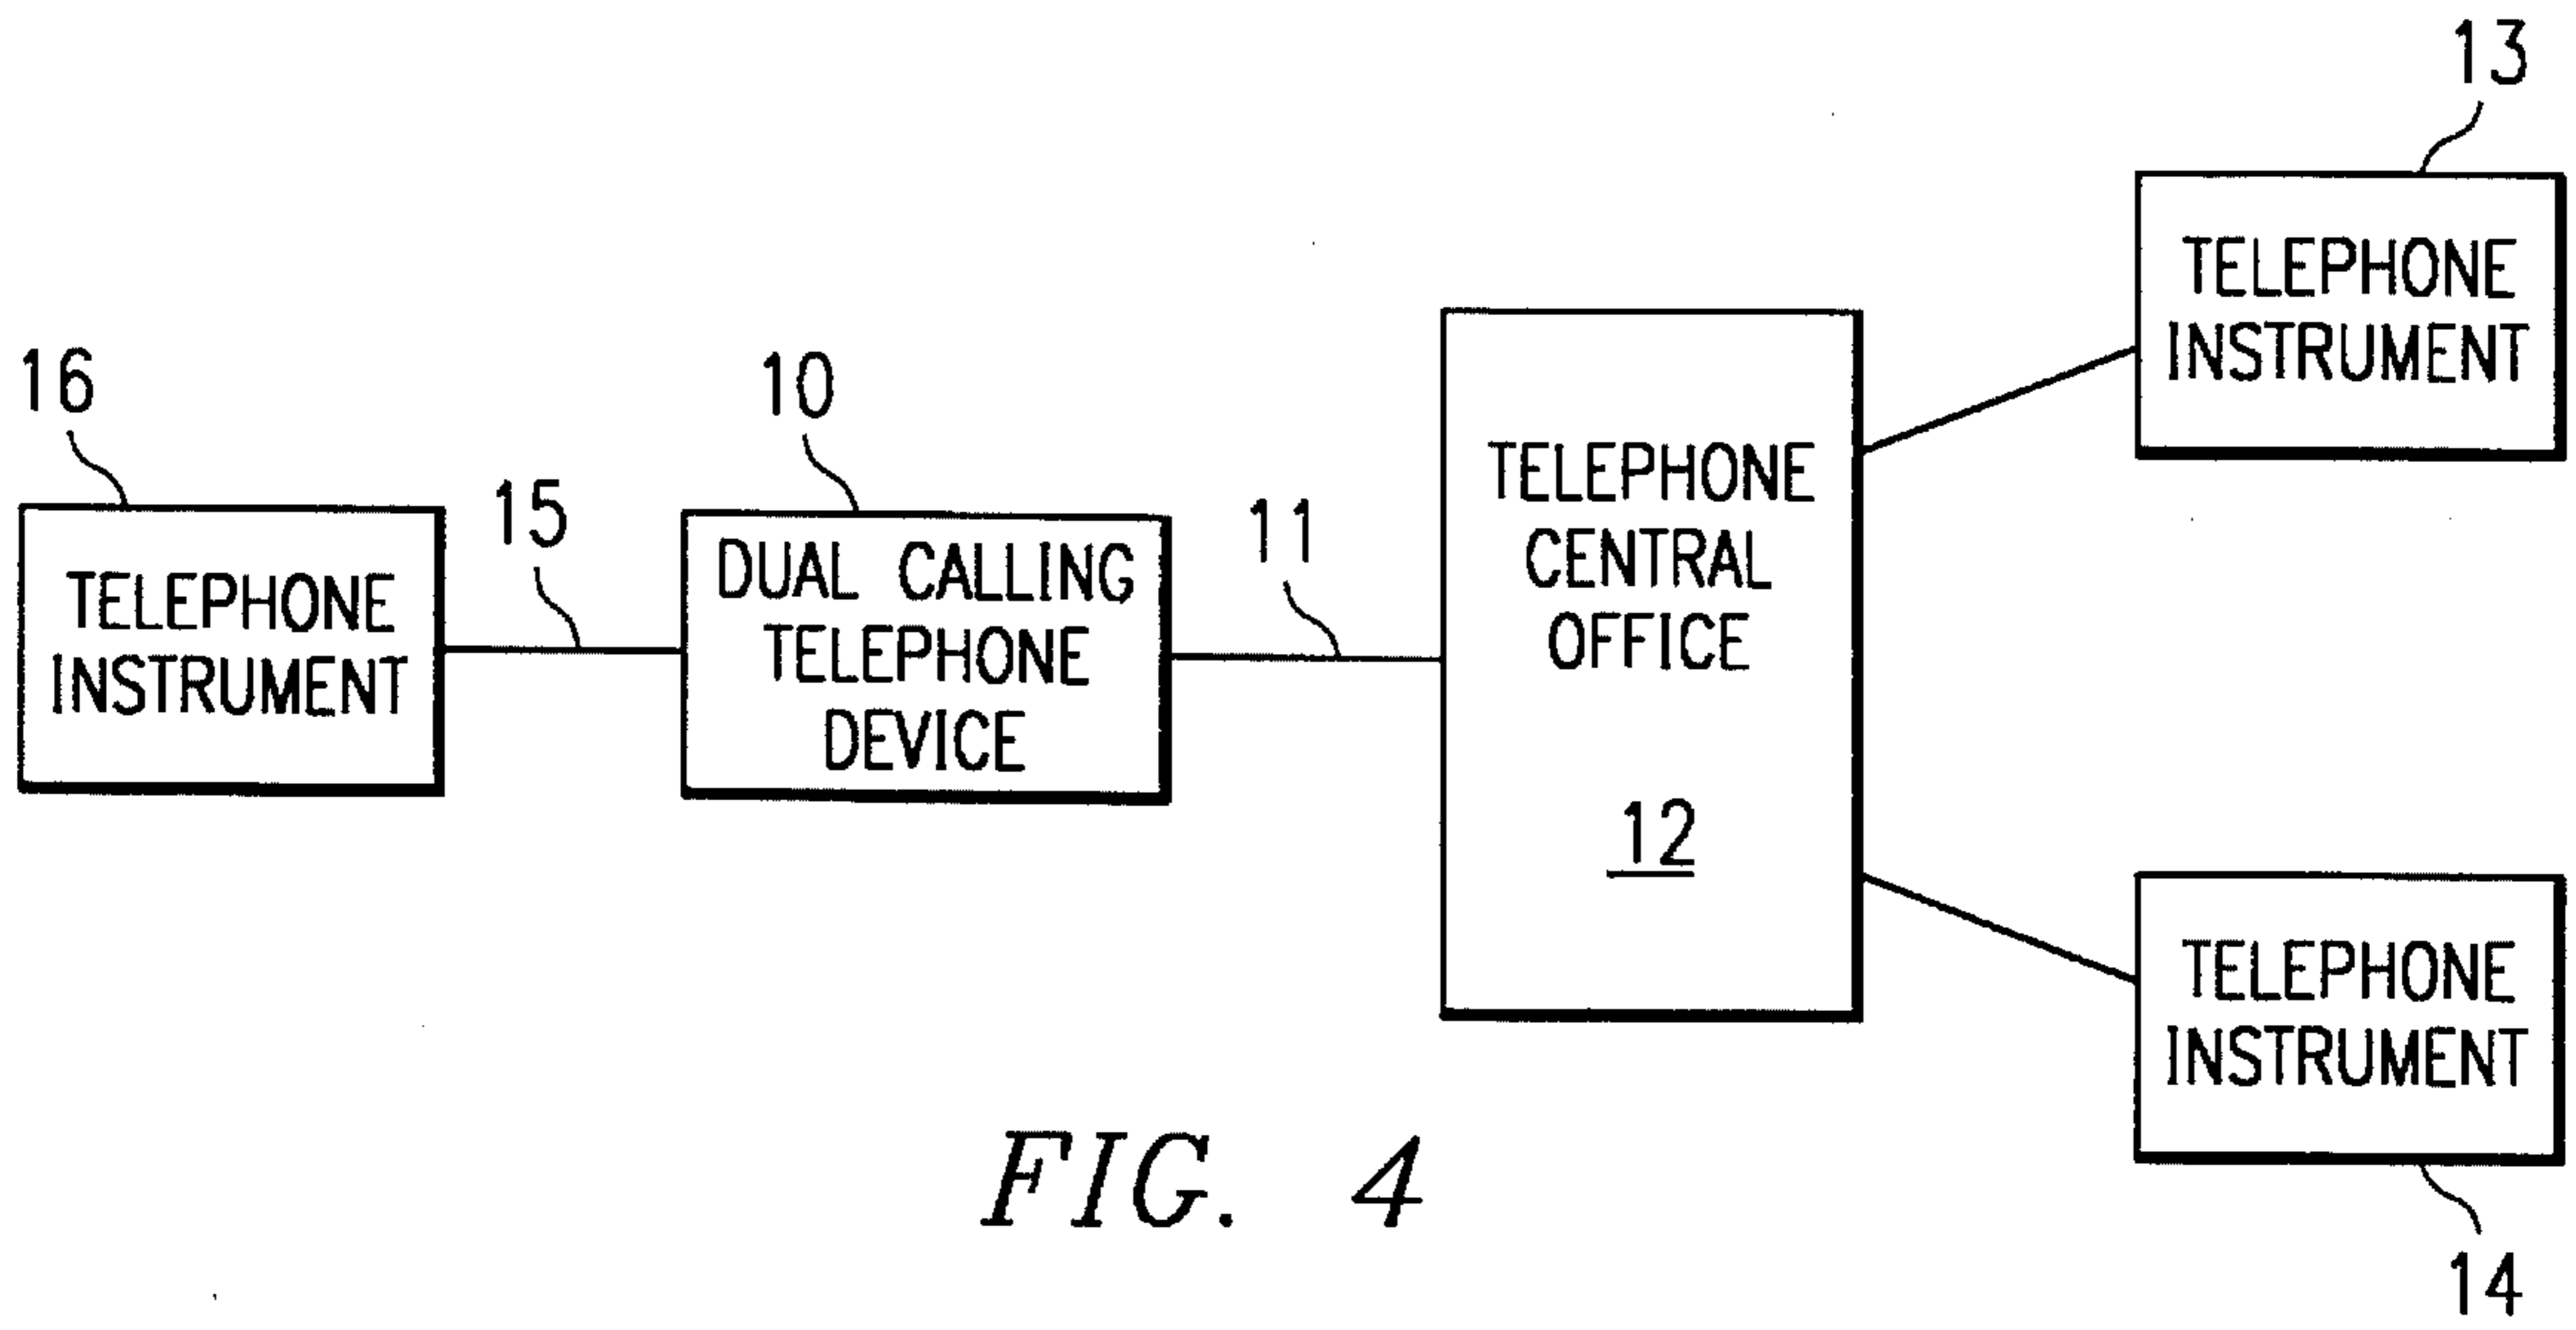 13
TELEPHONE
INSTRUMENT
16
TELEPHONE
INSTRUMENT
15
10
DUAL CALLING
TELEPHONE
DEVICE
11
TELEPHONE
CENTRAL
OFFICE
12
TELEPHONE
INSTRUMENT
14
FIG. 4